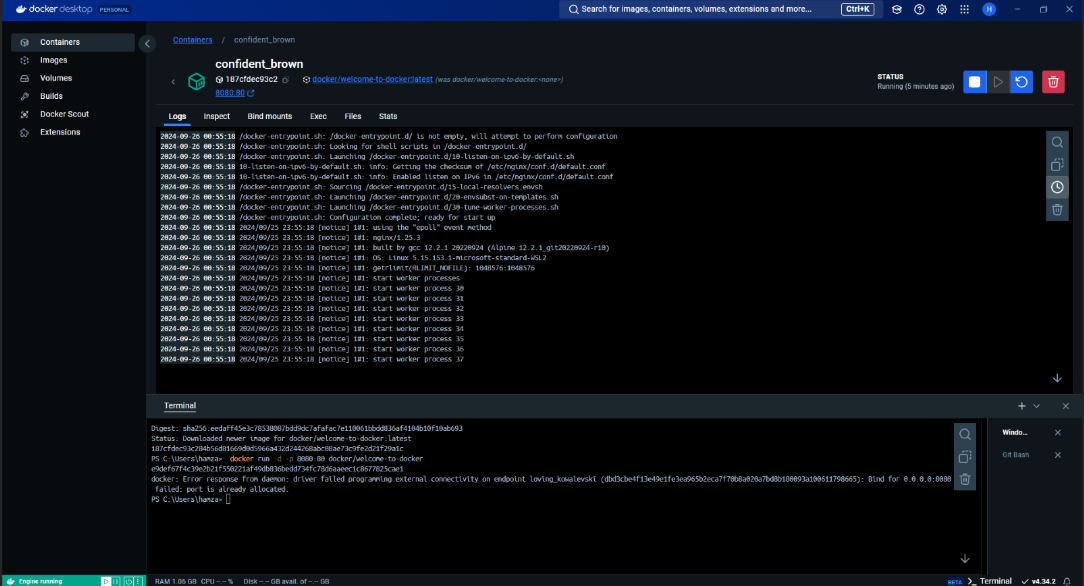 docker desktop PERSONAL
Search for images, containers, volumes, extensions and more... Ctrl+K
H
Containers
Images
Volumes
Builds
Docker Scout
Extensions
Containers / confident_brown
confident_brown
187cfdec93c2 docker/welcome-to-docker:latest (was docker/welcome-to-docker:<none>)
8080:80
STATUS
Running (5 minutes ago)
Logs Inspect Bind mounts Exec Files Stats
2024-09-26 00:55:18 /docker-entrypoint.sh: /docker-entrypoint.d/ is not empty, will attempt to perform configuration
2024-09-26 00:55:18 /docker-entrypoint.sh: Looking for shell scripts in /docker-entrypoint.d/
2024-09-26 00:55:18 /docker-entrypoint.sh: Launching /docker-entrypoint.d/10-listen-on-ipv6-by-default.sh
2024-09-26 00:55:18 10-listen-on-ipv6-by-default.sh: info: Getting the checksum of /etc/nginx/conf.d/default.conf
2024-09-26 00:55:18 10-listen-on-ipv6-by-default.sh: info: Enabled listen on IPv6 in /etc/nginx/conf.d/default.conf
2024-09-26 00:55:18 /docker-entrypoint.sh: Sourcing /docker-entrypoint.d/15-local-resolvers.envsh
2024-09-26 00:55:18 /docker-entrypoint.sh: Launching /docker-entrypoint.d/20-envsubst-on-templates.sh
2024-09-26 00:55:18 /docker-entrypoint.sh: Launching /docker-entrypoint.d/30-tune-worker-processes.sh
2024-09-26 00:55:18 /docker-entrypoint.sh: Configuration complete; ready for start up
2024-09-26 00:55:18 2024/09/25 23:55:18 [notice] 1#1: using the "epoll" event method
2024-09-26 00:55:18 2024/09/25 23:55:18 [notice] 1#1: nginx/1.25.3
2024-09-26 00:55:18 2024/09/25 23:55:18 [notice] 1#1: built by gcc 12.2.1 20220924 (Alpine 12.2.1_git20220924-r10)
2024-09-26 00:55:18 2024/09/25 23:55:18 [notice] 1#1: OS: Linux 5.15.153.1-microsoft-standard-WSL2
2024-09-26 00:55:18 2024/09/25 23:55:18 [notice] 1#1: getrlimit(RLIMIT_NOFILE): 1048576:1048576
2024-09-26 00:55:18 2024/09/25 23:55:18 [notice] 1#1: start worker processes
2024-09-26 00:55:18 2024/09/25 23:55:18 [notice] 1#1: start worker process 30
2024-09-26 00:55:18 2024/09/25 23:55:18 [notice] 1#1: start worker process 31
2024-09-26 00:55:18 2024/09/25 23:55:18 [notice] 1#1: start worker process 32
2024-09-26 00:55:18 2024/09/25 23:55:18 [notice] 1#1: start worker process 33
2024-09-26 00:55:18 2024/09/25 23:55:18 [notice] 1#1: start worker process 34
2024-09-26 00:55:18 2024/09/25 23:55:18 [notice] 1#1: start worker process 35
2024-09-26 00:55:18 2024/09/25 23:55:18 [notice] 1#1: start worker process 36
2024-09-26 00:55:18 2024/09/25 23:55:18 [notice] 1#1: start worker process 37
Terminal
Digest:
Status: Downloaded newer image for docker/welcome-to-docker:latest
PS C:\Users\hamza> docker run -d -p 8080:80 docker/welcome-to-docker
docker: Error response from daemon: driver failed programming external connectivity on endpoint loving_kowalevski Bind for 0.0.0.0:8080
failed: port is already allocated.
PS C:\Users\hamza>
Windo...
Git Bash
Engine running
RAM 1.06 GB CPU --.-- % Disk --.-- GB avail. of --.-- GB
BETA Terminal v4.34.2